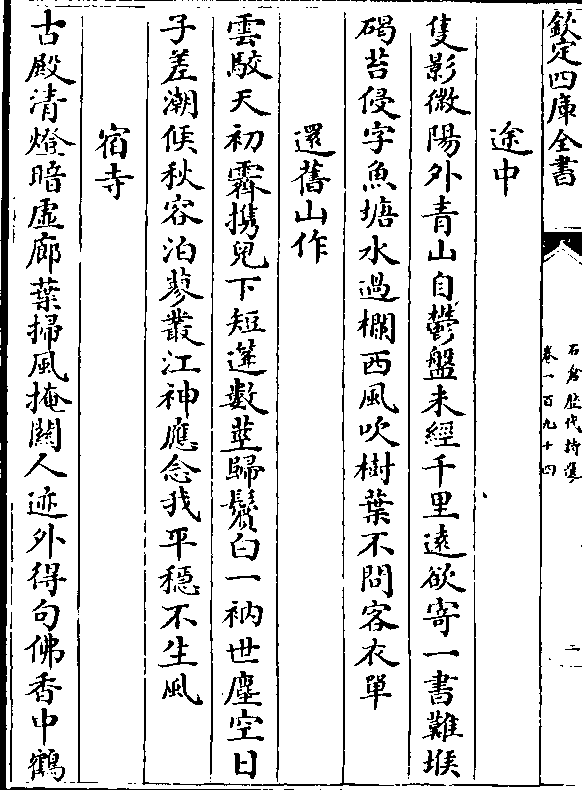 欽定四庫全書
石倉歷代詩選
卷一百九十四
二
途中
隻影微陽外青山自鬱盤未經千里遠欲寄一書難堠
碣苔侵字魚塘水過欄西風吹樹葉不問客衣單
還舊山作
雲駮天初霽携兒下短篷數莖歸鬢白一衲世塵空日
子差潮候秋容泊蓼叢江神應念我平穩不生風
宿寺
古殿清燈暗虛廊葉掃風掩關人迹外得句佛香中鶴